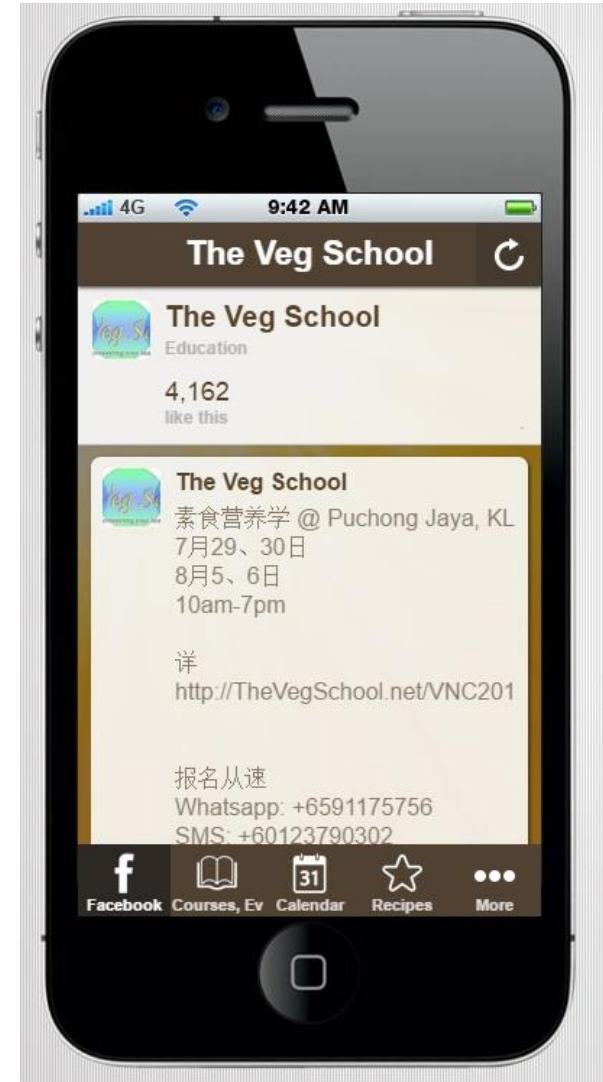 4G 9:42 AM
The Veg School
The Veg School
Education
4,162
like this
The Veg School
素食营养学 @ Puchong Jaya, KL
7月29、30日
8月5、6日
10am-7pm
详
http://TheVegSchool.net/VNC201
报名从速
Whatsapp: +6591175756
SMS: +60123790302
31
Facebook Courses, Ev Calendar Recipes More